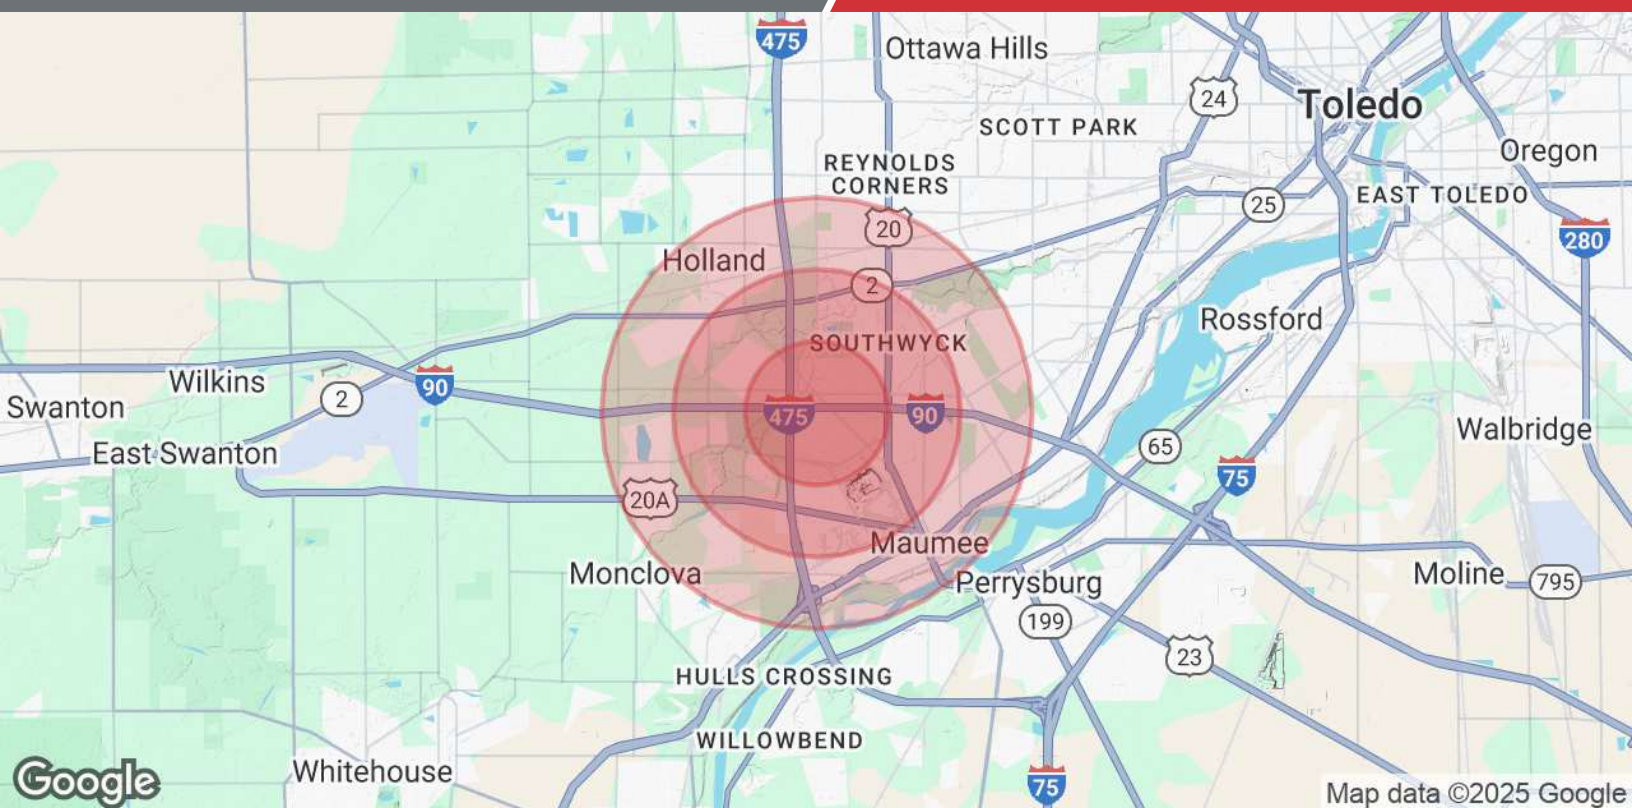 475
Ottawa Hills
24
Toledo
SCOTT PARK
Oregon
REYNOLDS
CORNERS
EAST TOLEDO
25
20
280
Holland
2
Rossford
SOUTHWYCK
Wilkins
90
2
Swanton
475
90
Walbridge
East Swanton
65
75
20A
Maumee
Monclova
Perrysburg
Moline
795
199
23
HULLS CROSSING
WILLOWBEND
Whitehouse
75
Google
Map data ©2025 Google